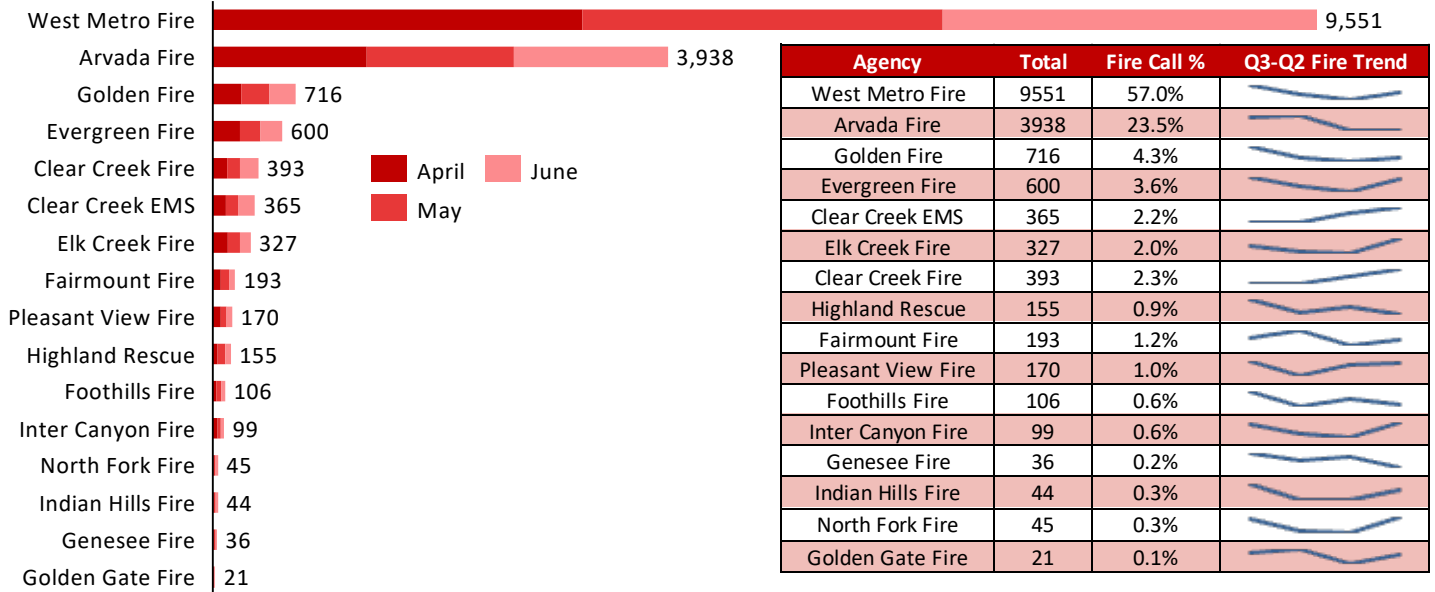 West Metro Fire 9,551
Arvada Fire 3,938
Golden Fire 716
Evergreen Fire 600
Clear Creek Fire 393
Clear Creek EMS 365
Elk Creek Fire 327
Fairmount Fire 193
Pleasant View Fire 170
Highland Rescue 155
Foothills Fire 106
Inter Canyon Fire 99
North Fork Fire 45
Indian Hills Fire 44
Genesee Fire 36
Golden Gate Fire 21
April June
May
Agency Total Fire Call % Q3-Q2 Fire Trend
West Metro Fire 9551 57.0%
Arvada Fire 3938 23.5%
Golden Fire 716 4.3%
Evergreen Fire 600 3.6%
Clear Creek EMS 365 2.2%
Elk Creek Fire 327 2.0%
Clear Creek Fire 393 2.3%
Highland Rescue 155 0.9%
Fairmount Fire 193 1.2%
Pleasant View Fire 170 1.0%
Foothills Fire 106 0.6%
Inter Canyon Fire 99 0.6%
Genesee Fire 36 0.2%
Indian Hills Fire 44 0.3%
North Fork Fire 45 0.3%
Golden Gate Fire 21 0.1%